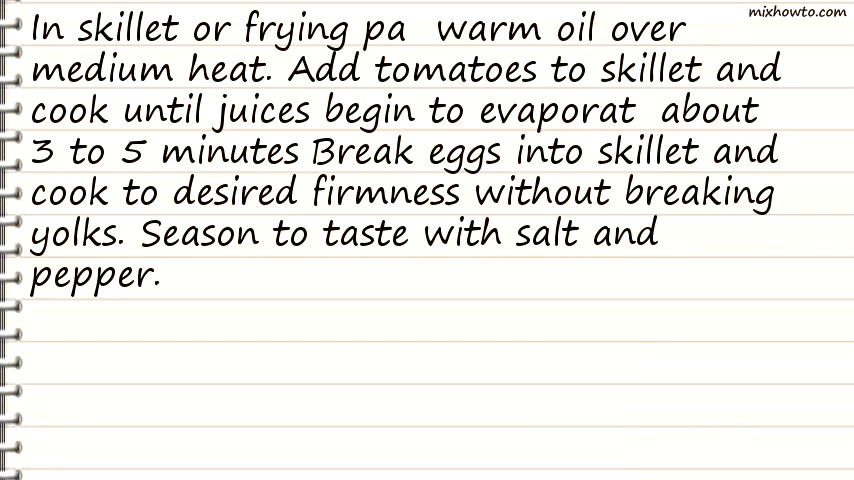 mixhowto.com
In skillet or frying pa warm oil over
medium heat. Add tomatoes to skillet and
cook until juices begin to evaporat about
3 to 5 minutes Break eggs into skillet and
cook to desired firmness without breaking
yolks. Season to taste with salt and
pepper.